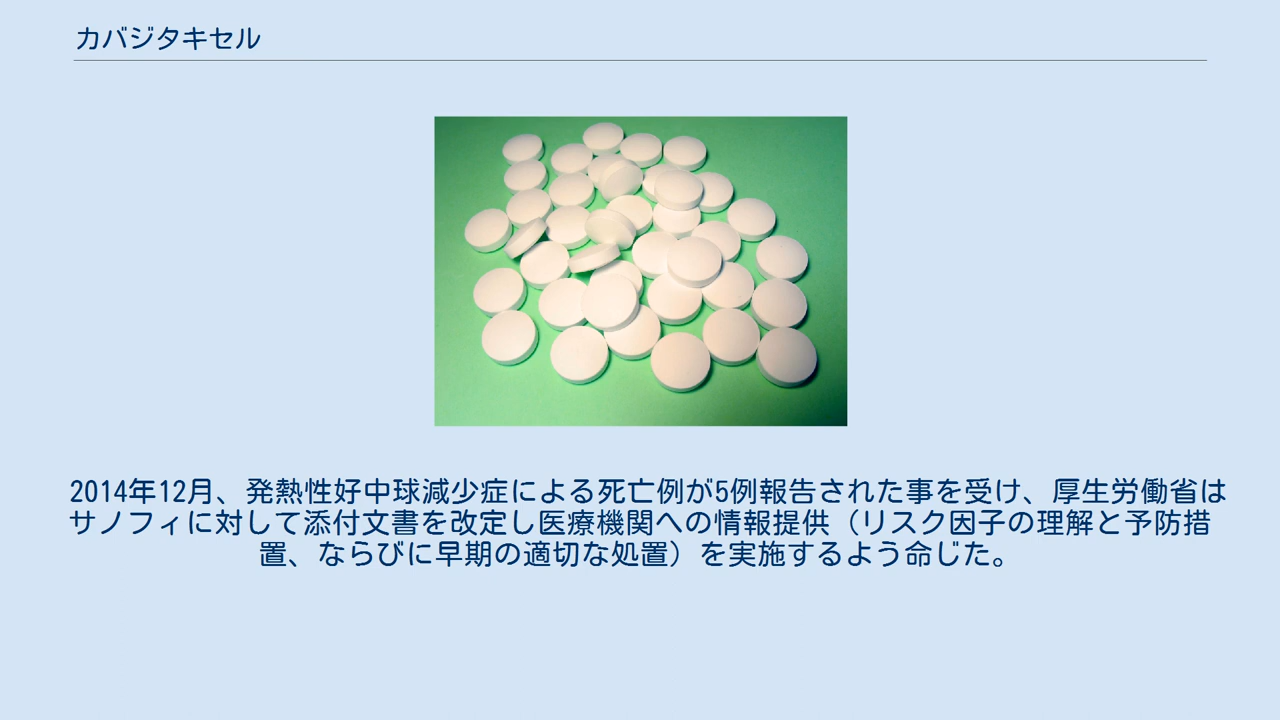 カバジタキセル
2014年12月、発熱性好中球減少症による死亡例が5例報告された事を受け、厚生労働省は
サノフィに対して添付文書を改定し医療機関への情報提供（リスク因子の理解と予防措
置、ならびに早期の適切な処置）を実施するよう命じた。